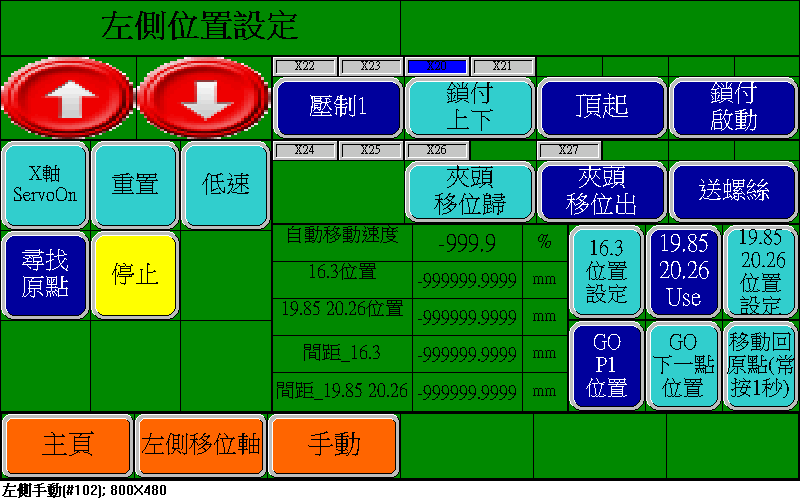 左側位置設定
X22
X23
X20
X21
壓制1
鎖付
上下
頂起
鎖付
啟動
X24
X25
X26
X27
X軸
ServoOn
重置
低速
夾頭
移位歸
夾頭
移位出
送螺絲
尋找
原點
停止
自動移動速度
-999.9
%
16.3位置
-999999.9999
mm
19.85 20.26位置
-999999.9999
mm
間距_16.3
-999999.9999
mm
間距_19.85 20.26
-999999.9999
mm
16.3
位置
設定
19.85
20.26
Use
19.85
20.26
位置
設定
GO
P1
位置
GO
下一點
位置
移動回
原點(常
按1秒)
主頁
左側移位軸
手動
左側手動(#102); 800X480